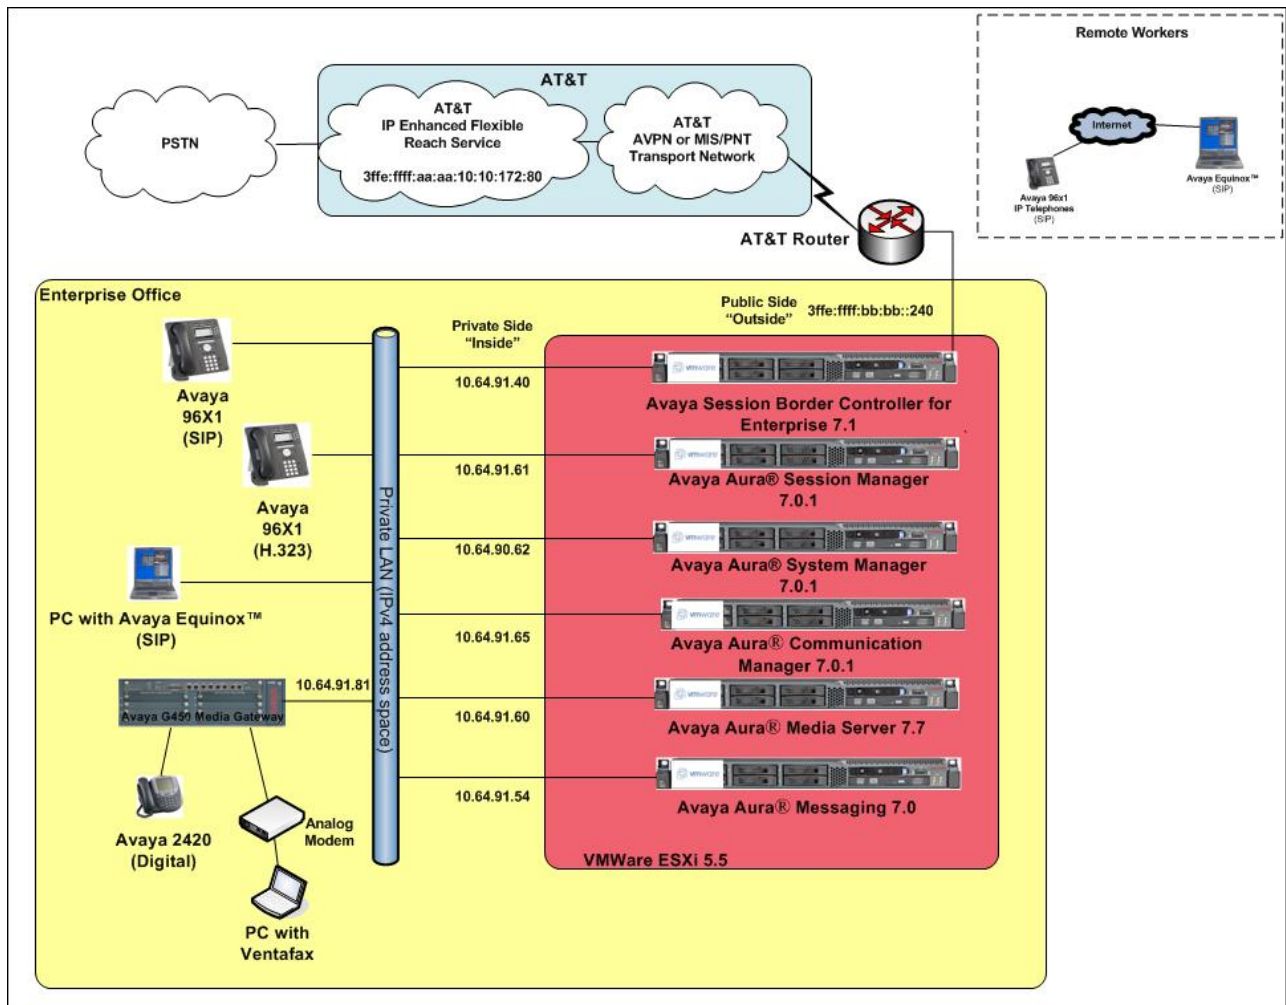 Remote Workers
Internet
Avaya 96x1
IP Telephones
(SIP)
Avaya Equinox™
(SIP)
AT&T
PSTN
AT&T
IP Enhanced Flexible
Reach Service
3ffe:ffff:aa:aa:10:10:172:80
AT&T
AVPN or MIS/PNT
Transport Network
AT&T Router
Enterprise Office
Public Side
“Outside”
3ffe:ffff:bb:bb::240
Private Side
“Inside”
Avaya
96X1
(SIP)
Avaya
96X1
(H.323)
PC with Avaya Equinox™
(SIP)
10.64.91.81
Avaya G450 Media Gateway
Avaya 2420
(Digital)
Analog
Modem
PC with
Ventafax
Private LAN (IPv4 address space)
10.64.91.40
vmware
Avaya Session Border Controller for
Enterprise 7.1
10.64.91.61
vmware
Avaya Aura® Session Manager
7.0.1
10.64.90.62
vmware
Avaya Aura® System Manager
7.0.1
10.64.91.65
vmware
Avaya Aura® Communication
Manager 7.0.1
10.64.91.60
vmware
Avaya Aura® Media Server 7.7
10.64.91.54
vmware
Avaya Aura® Messaging 7.0
VMWare ESXi 5.5